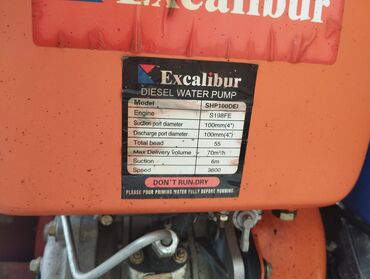 Excalibur
Excalibur
DIESEL WATER PUMP
Model SHP100DEI
Engine S198FE
Suction port diameter 100mm(4")
Discharge port diameter 100mm(4")
Total head 55
Max Delivery Volume 70m³/h
Suction 6m
Speed 3600
DON'T RUN-DRY
PLEASE POUR PRIMING WATER FULLY BEFORE RUNNING.